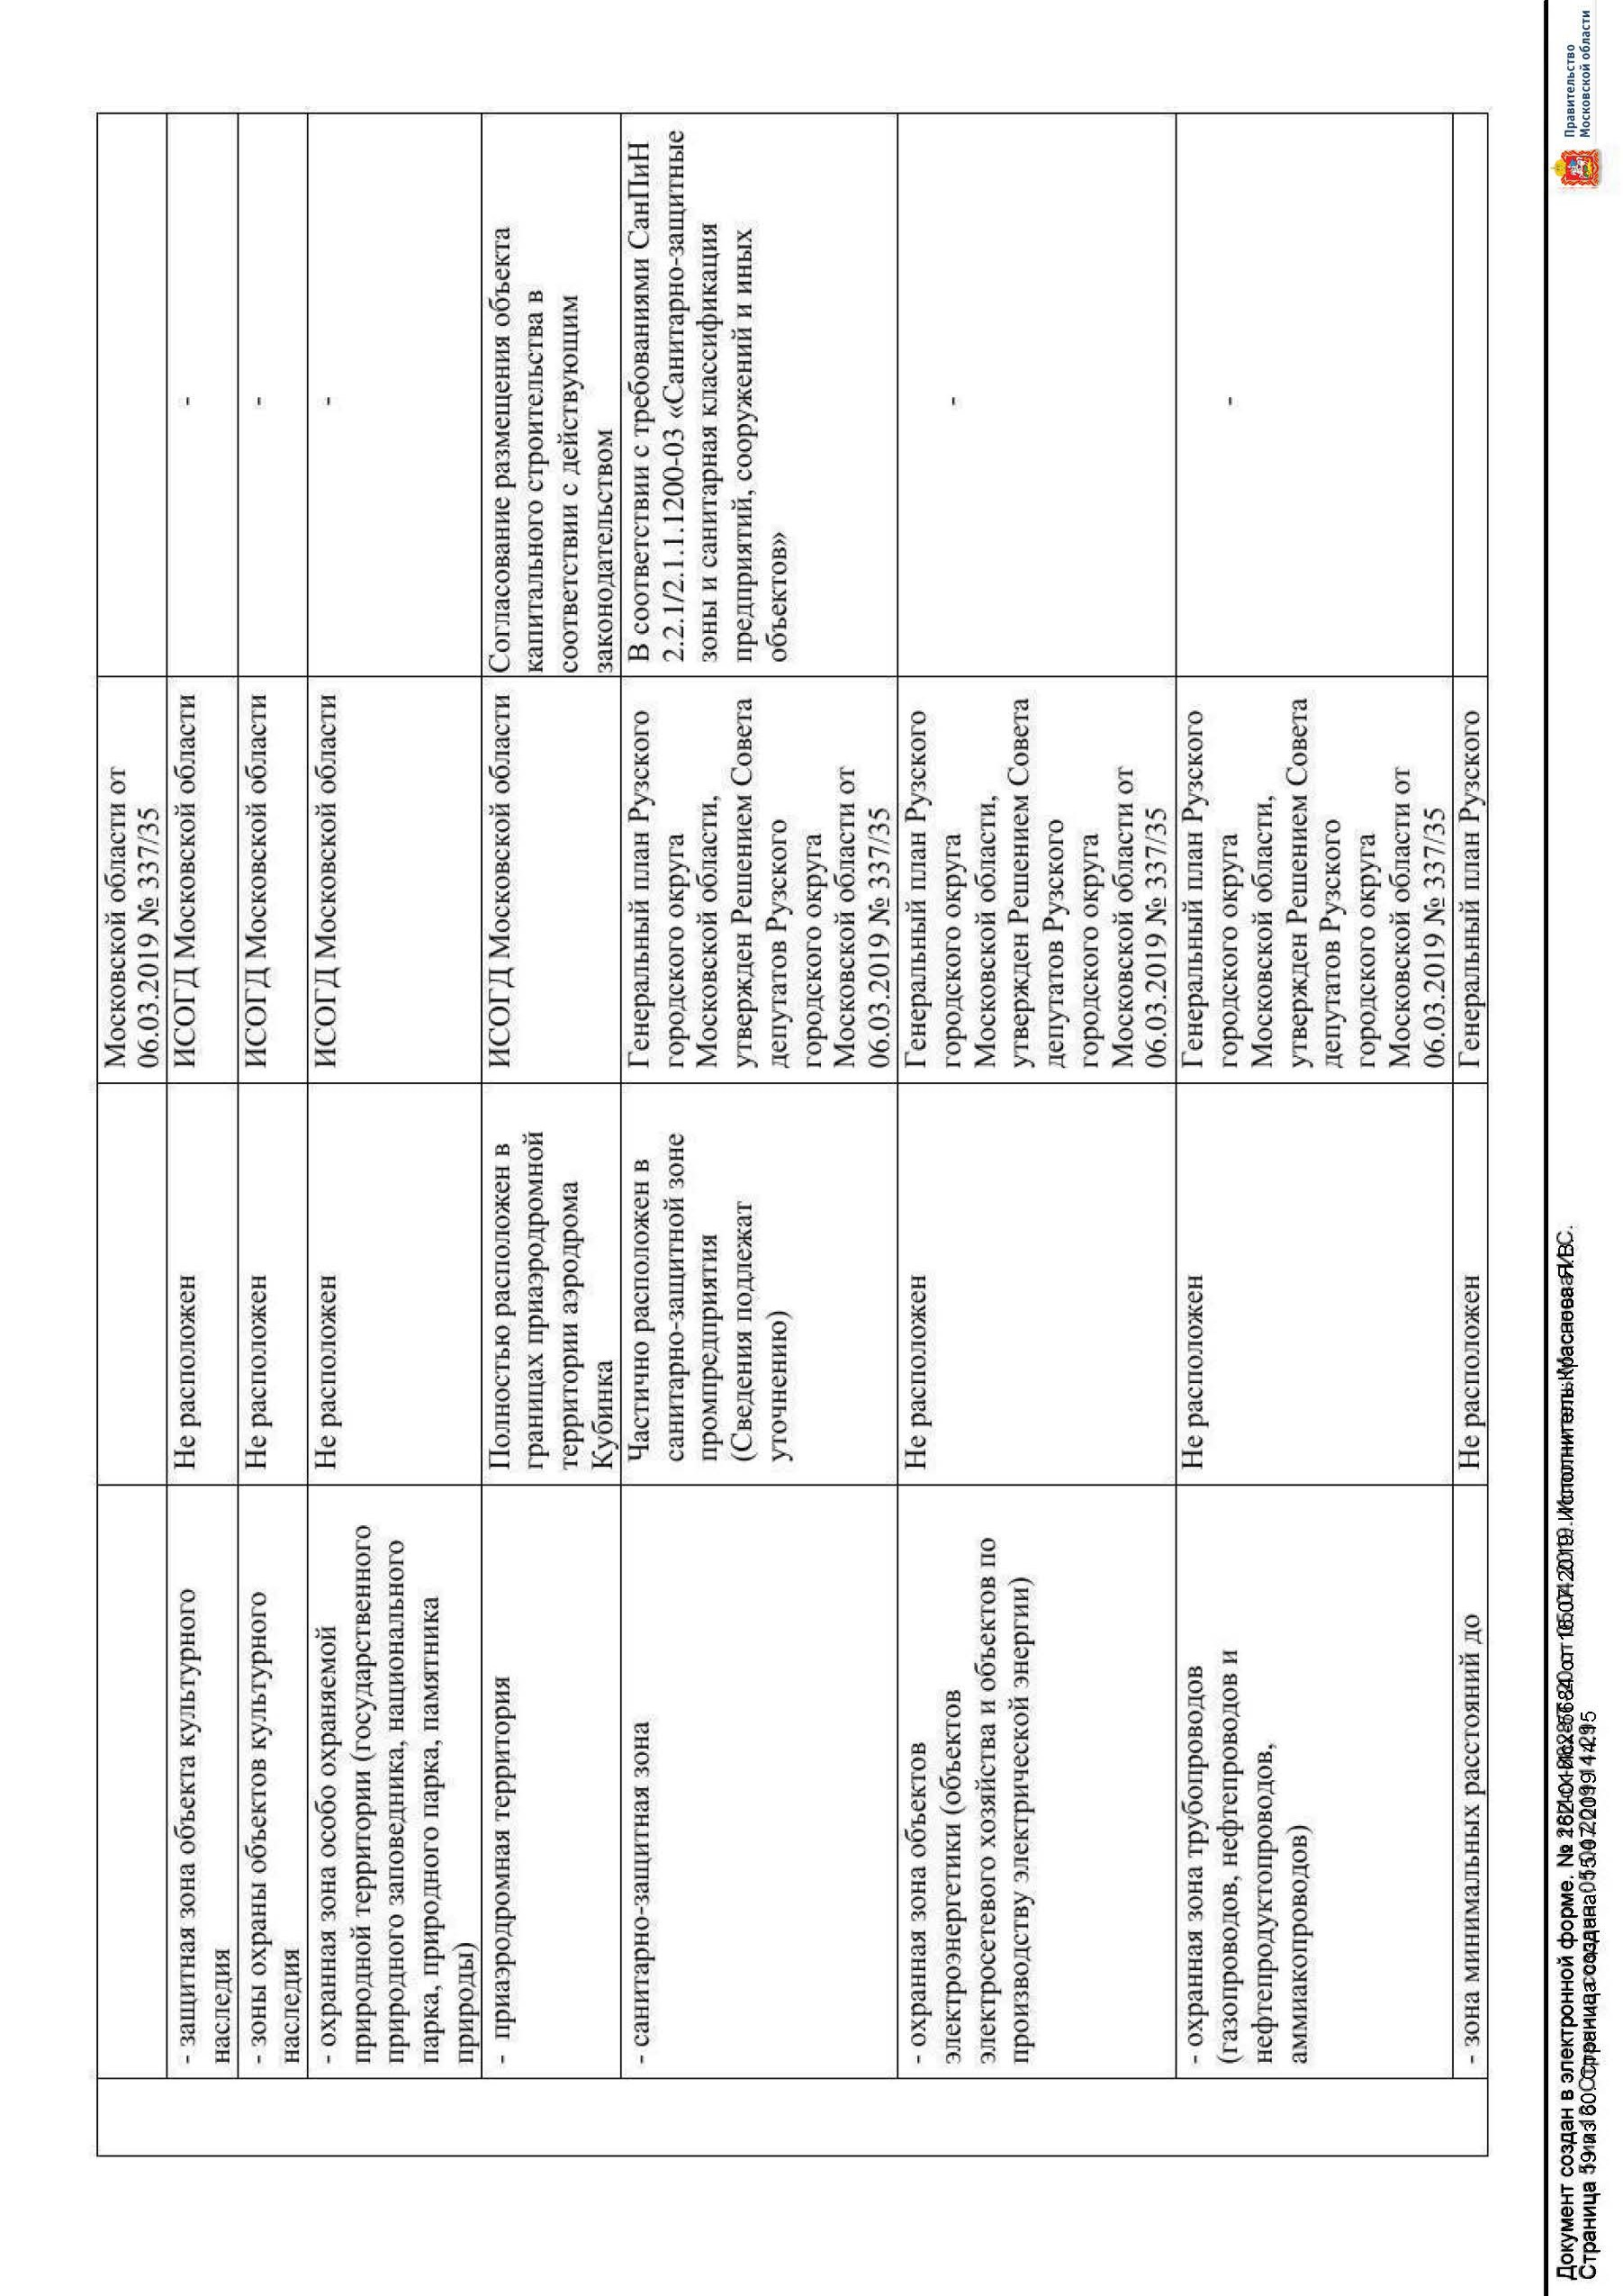 Московской области от
06.03.2019 № 337/35
- защитная зона объекта культурного
наследия
Не расположен
ИСОГД Московской области
-
- зоны охраны объектов культурного
наследия
Не расположен
ИСОГД Московской области
-
- охранная зона особо охраняемой
природной территории (государственного
природного заповедника, национального
парка, природного парка, памятника
природы)
Не расположен
ИСОГД Московской области
-
- приаэродромная территория
Полностью расположен в
границах приаэродромной
территории аэродрома
Кубинка
ИСОГД Московской области
Согласование размещения объекта
капитального строительства в
соответствии с действующим
законодательством
- санитарно-защитная зона
Частично расположен в
санитарно-защитной зоне
промпредприятия
(Сведения подлежат
уточнению)
Генеральный план Рузского
городского округа
Московской области,
утвержден Решением Совета
депутатов Рузского
городского округа
Московской области от
06.03.2019 № 337/35
В соответствии с требованиями СанПиН
2.2.1/2.1.1.1200-03 «Санитарно-защитные
зоны и санитарная классификация
предприятий, сооружений и иных
объектов»
- охранная зона объектов
электроэнергетики (объектов
электросетевого хозяйства и объектов по
производству электрической энергии)
Не расположен
Генеральный план Рузского
городского округа
Московской области,
утвержден Решением Совета
депутатов Рузского
городского округа
Московской области от
06.03.2019 № 337/35
-
- охранная зона трубопроводов
(газопроводов, нефтепроводов и
нефтепродуктопроводов,
аммиакопроводов)
Не расположен
Генеральный план Рузского
городского округа
Московской области,
утвержден Решением Совета
депутатов Рузского
городского округа
Московской области от
06.03.2019 № 337/35
-
- зона минимальных расстояний до
Не расположен
Генеральный план Рузского
Документ создан в электронной форме. №
Страница
Правительство
Московской области